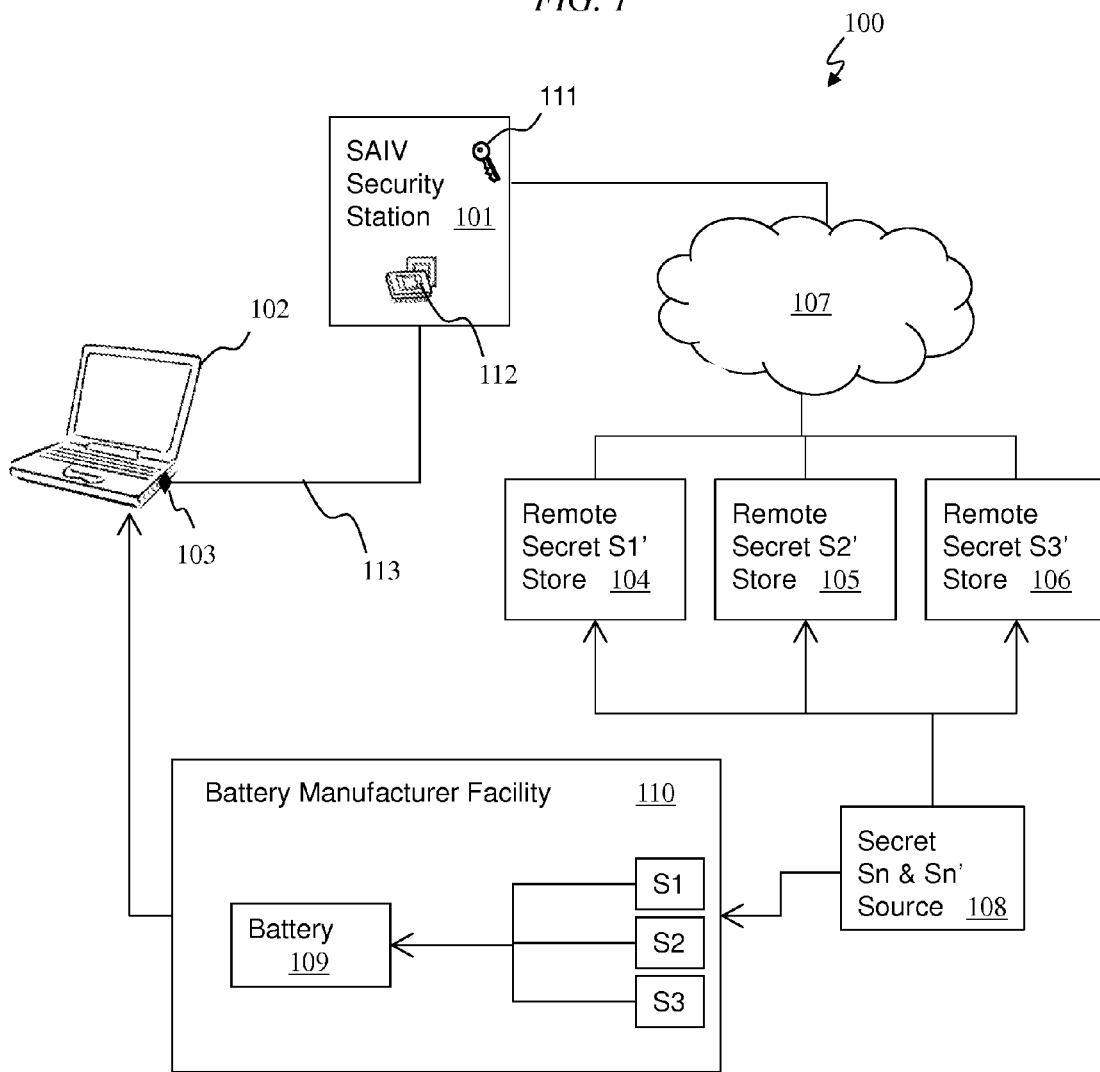 FIG. 1
100
111
SAIV
Security
Station 101
107
112
102
103
113
Remote
Secret S1'
Store 104
Remote
Secret S2'
Store 105
Remote
Secret S3'
Store 106
Battery Manufacturer Facility 110
Battery
109
S1
S2
S3
Secret
Sn & Sn'
Source 108